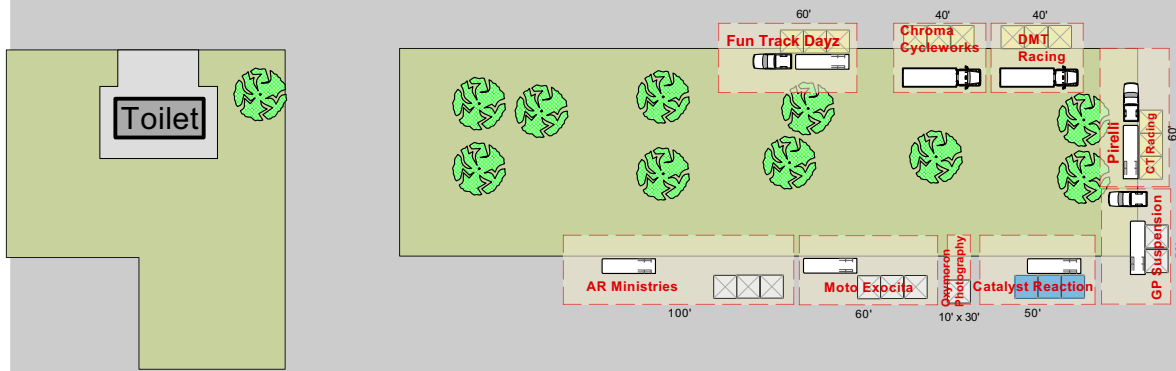 60'
40'
40'
Fun Track Dayz
Chroma
Cycleworks
DMT
Racing
Toilet
Pirelli
CT Racing
60'
GP Suspension
AR Ministries
Moto Exocita
Oxymoron
Photography
Catalyst Reaction
100'
60'
10' x 30'
50'